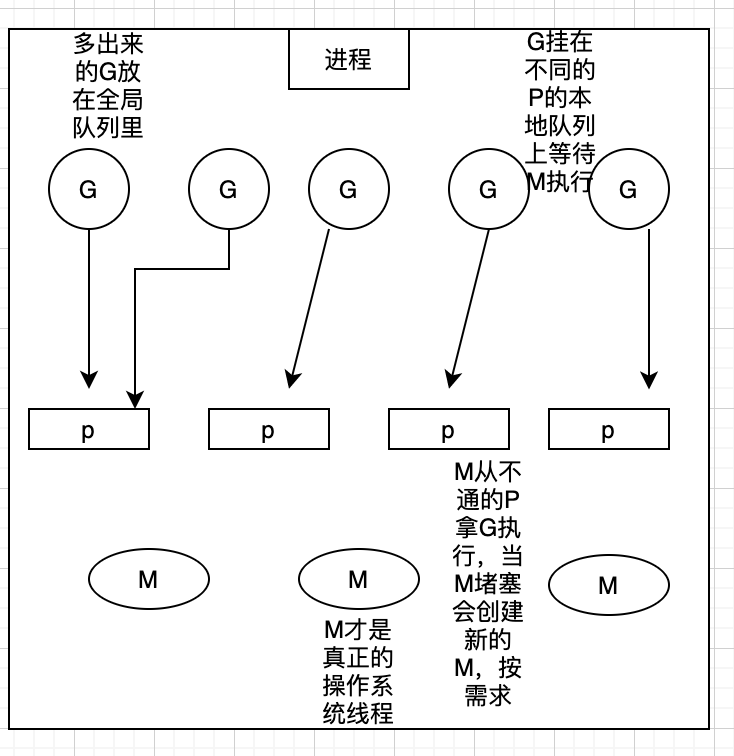 多出来
的G放
在全局
队列里
进程
G挂在
不同的
P的本
地队列
上等待
M执行
G
G
G
G
G
p
p
p
p
M从不
通的P
拿G执
行，当
M堵塞
会创建
新的
M，按
需求
M
M
M
M才是
真正的
操作系
统线程